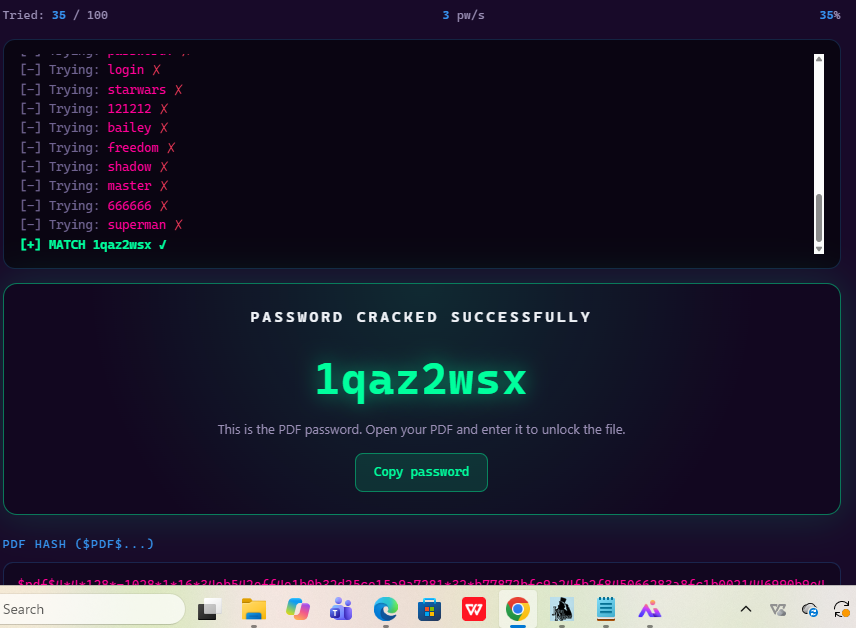 Tried: 35 / 100
3 pw/s
35%
[-] Trying: login ✗
[-] Trying: starwars ✗
[-] Trying: 121212 ✗
[-] Trying: bailey ✗
[-] Trying: freedom ✗
[-] Trying: shadow ✗
[-] Trying: master ✗
[-] Trying: 666666 ✗
[-] Trying: superman ✗
[+] MATCH 1qaz2wsx ✓
PASSWORD CRACKED SUCCESSFULLY
1qaz2wsx
This is the PDF password. Open your PDF and enter it to unlock the file.
Copy password
PDF HASH ($PDF$...)
Search